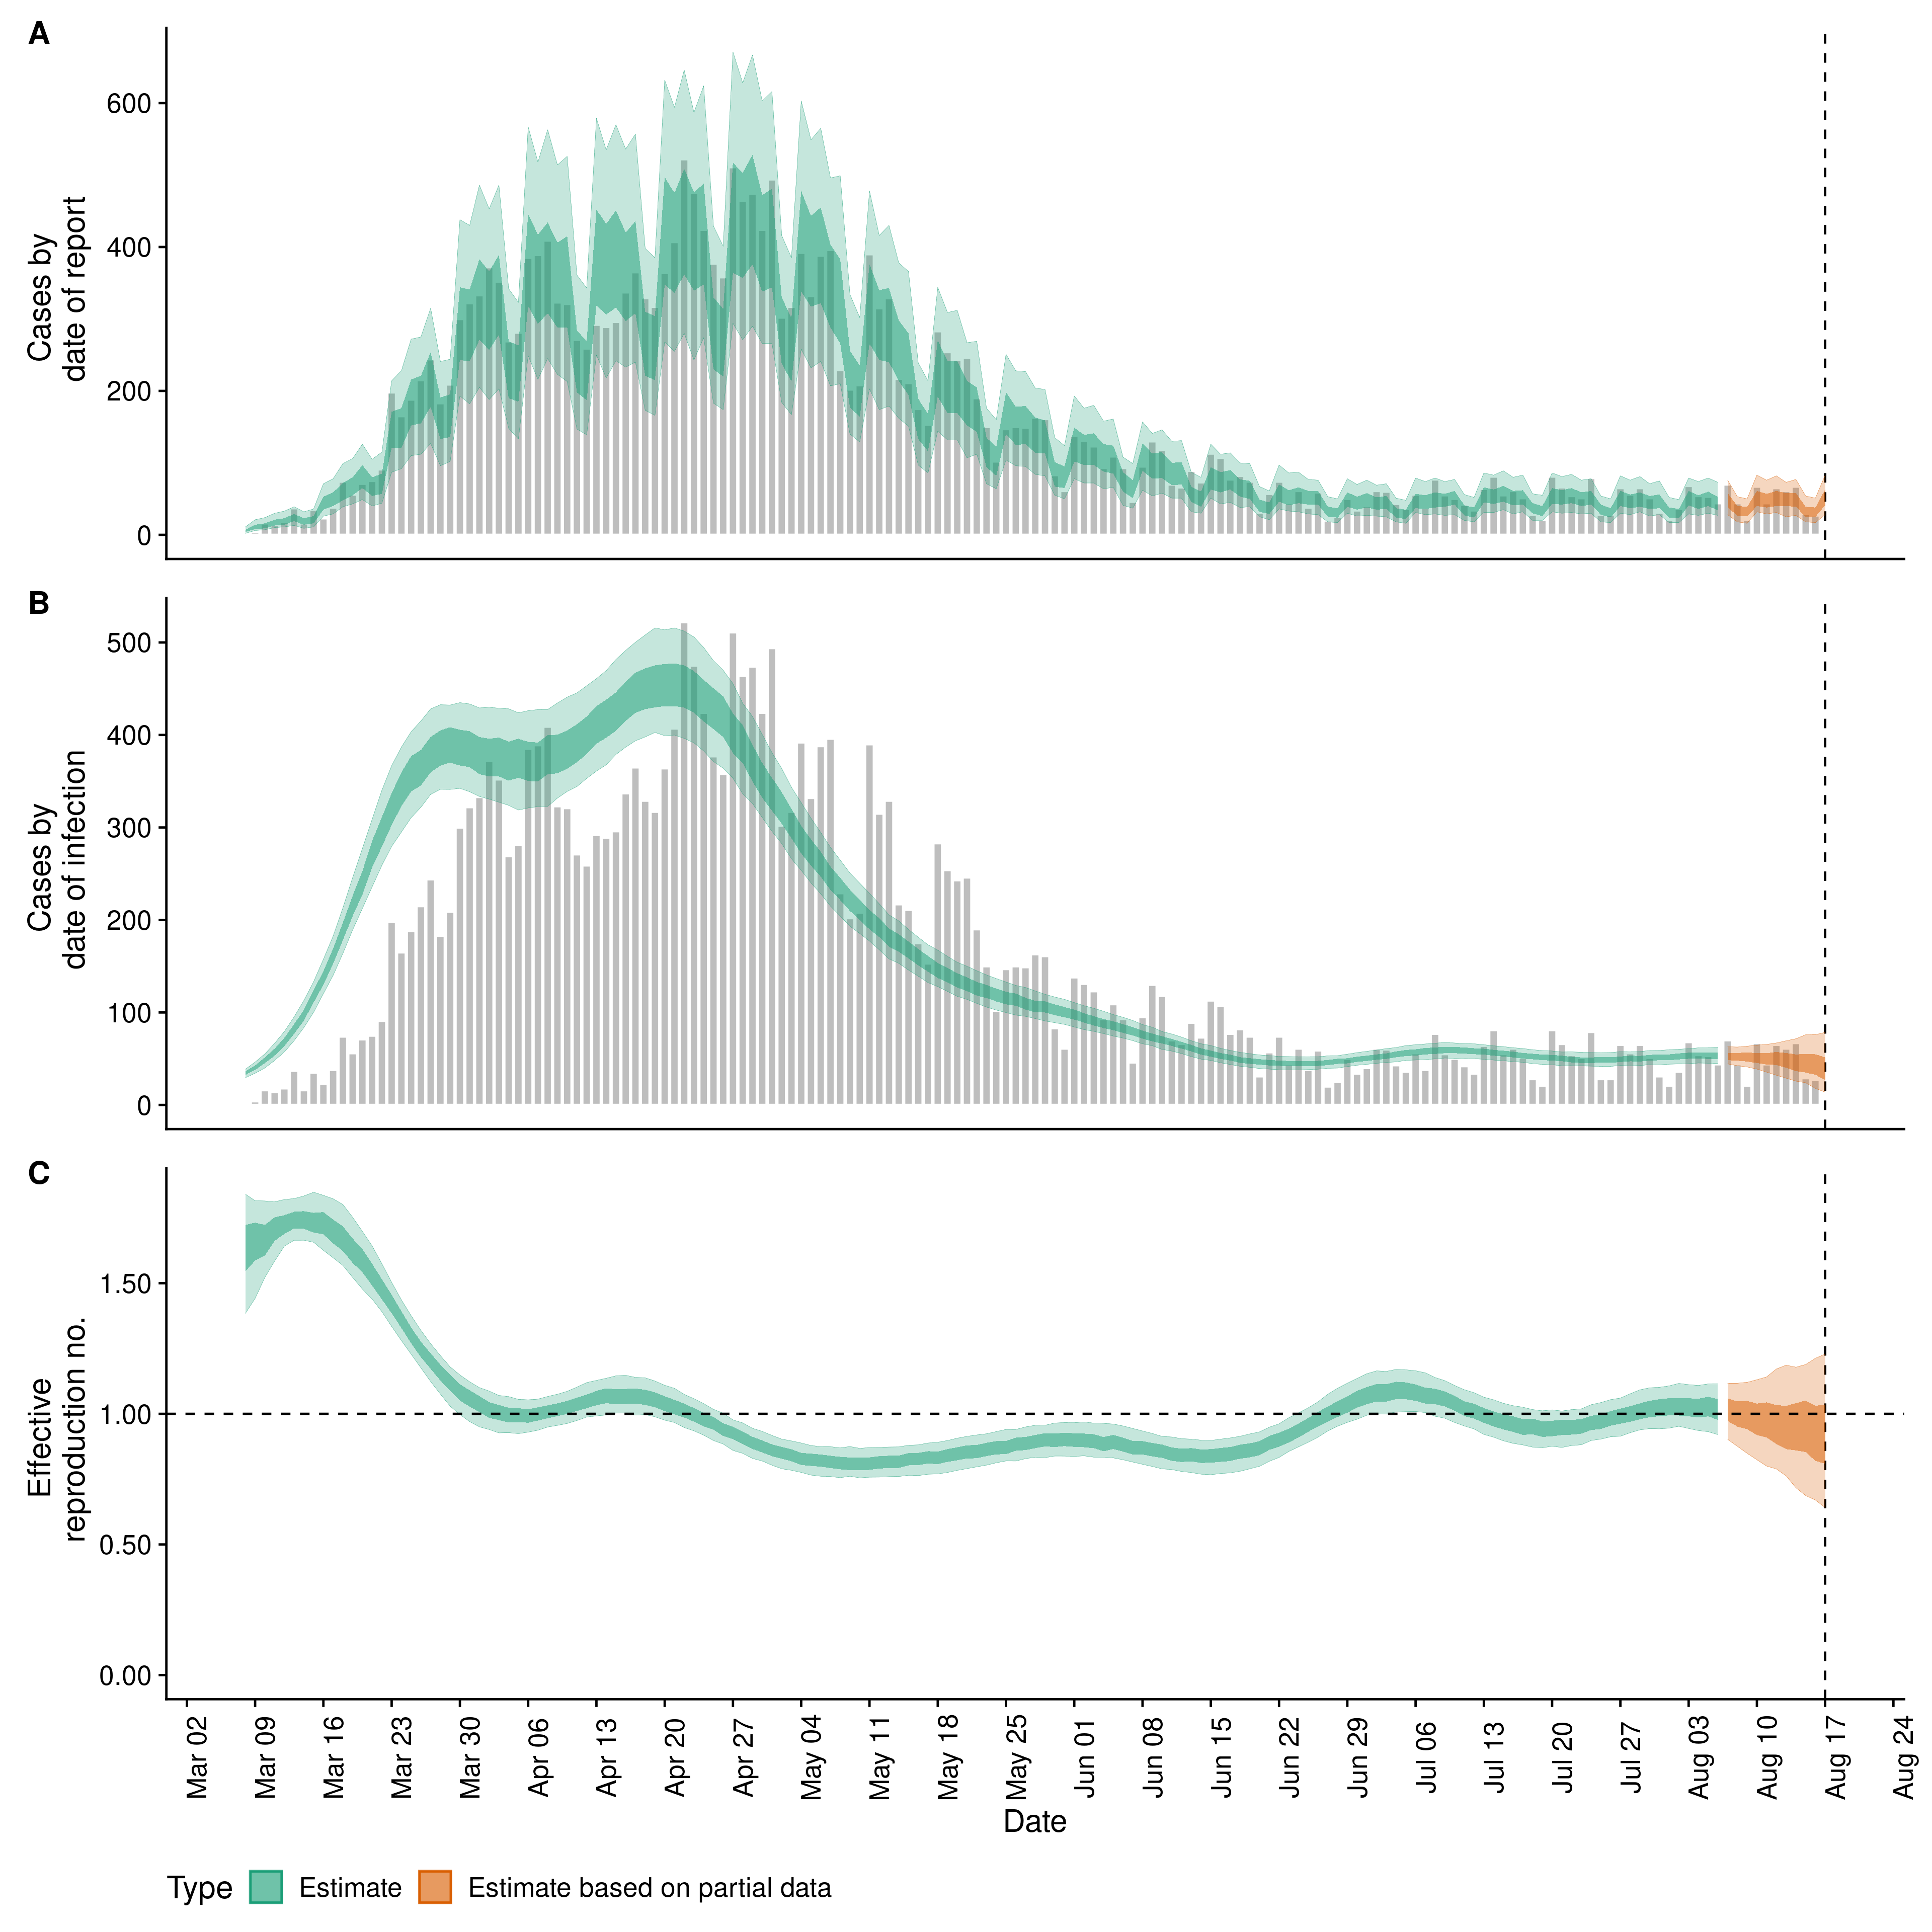 A
Cases by
date of report
600
400
200
0
B
Cases by
date of infection
500
400
300
200
100
0
C
Effective
reproduction no.
1.50
1.00
0.50
0.00
Mar 02
Mar 09
Mar 16
Mar 23
Mar 30
Apr 06
Apr 13
Apr 20
Apr 27
May 04
May 11
May 18
May 25
Jun 01
Jun 08
Jun 15
Jun 22
Jun 29
Jul 06
Jul 13
Jul 20
Jul 27
Aug 03
Aug 10
Aug 17
Aug 24
Date
Type Estimate Estimate based on partial data